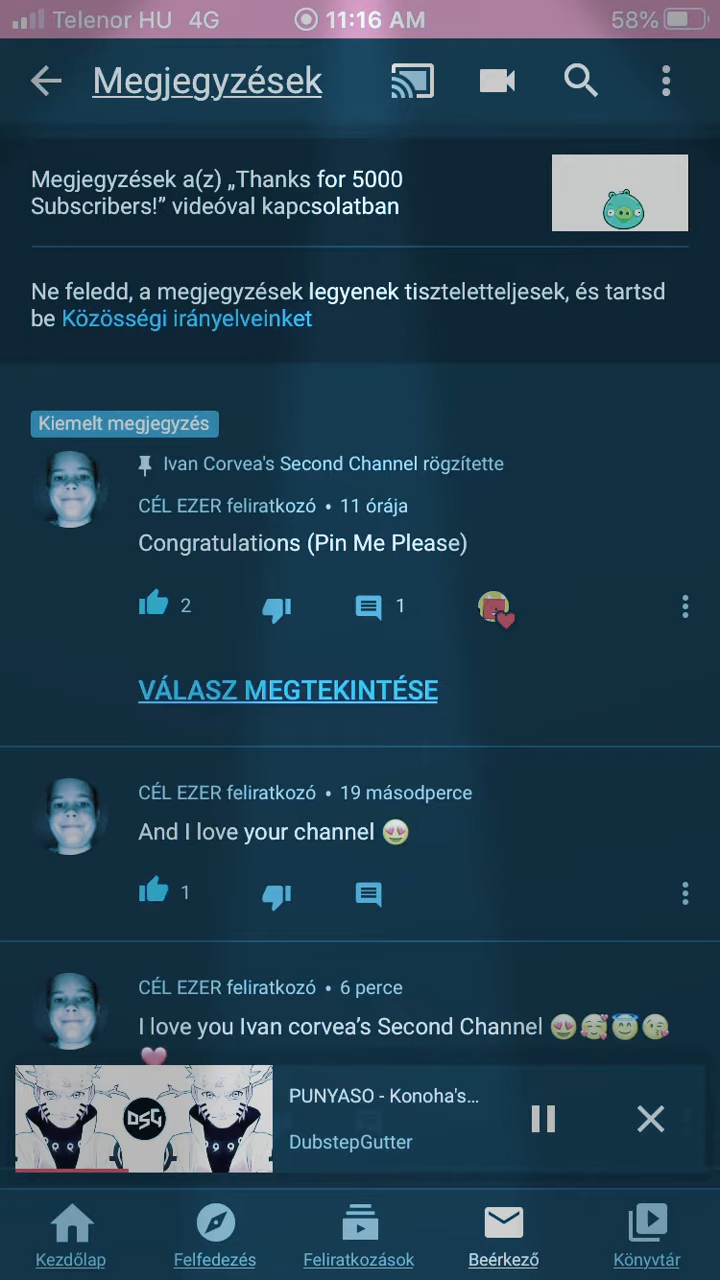 Telenor HU 4G 11:16 AM 58%
Megjegyzések
Megjegyzések a(z) „Thanks for 5000
Subscribers!” videóval kapcsolatban
Ne feledd, a megjegyzések legyenek tiszteletteljesek, és tartsd
be Közösségi irányelveinket
Kiemelt megjegyzés
Ivan Corvea's Second Channel rögzítette
CÉL EZER feliratkozó • 11 órája
Congratulations (Pin Me Please)
2 1
VÁLASZ MEGTEKINTÉSE
CÉL EZER feliratkozó • 19 másodperce
And I love your channel 😍
1
CÉL EZER feliratkozó • 6 perce
I love you Ivan corvea’s Second Channel 😍🥰😇😘
💗
DSG
PUNYASO - Konoha's...
DubstepGutter
Kezdőlap Felfedezés Feliratkozások Beérkező Könyvtár